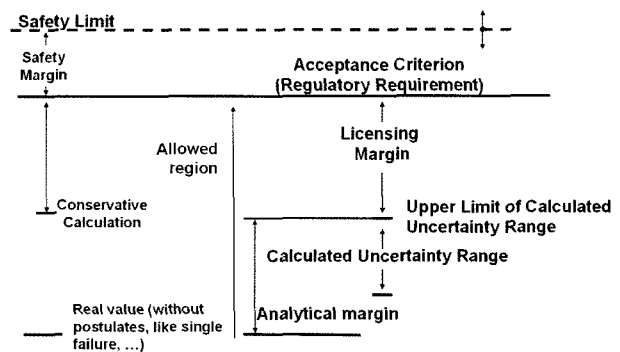 Safety Limit
Safety
Margin
Acceptance Criterion
(Regulatory Requirement)
Allowed
region
Licensing
Margin
Conservative
Calculation
Upper Limit of Calculated
Uncertainty Range
Calculated Uncertainty Range
Real value (without
postulates, like single
failure, ...)
Analytical margin